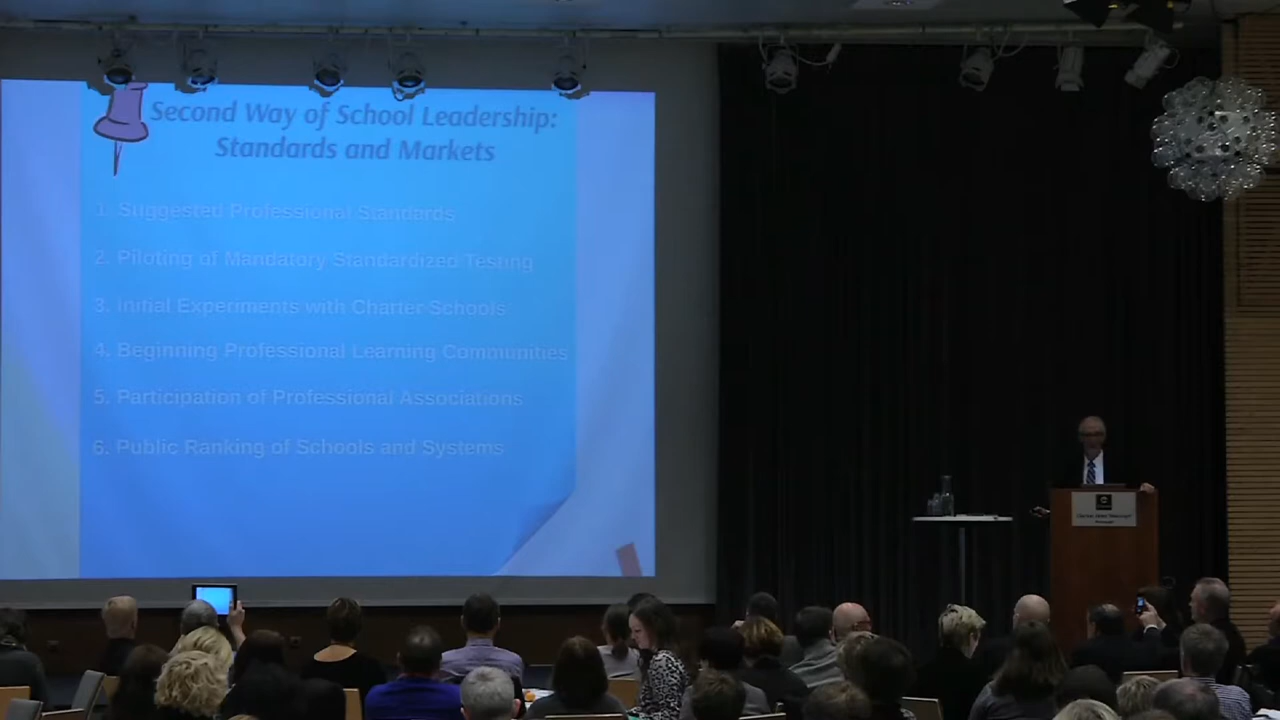 Second Way of School Leadership:
Standards and Markets
1. Suggested Professional Standards
2. Piloting of Mandatory Standardized Testing
3. Initial Experiments with Charter Schools
4. Beginning Professional Learning Communities
5. Participation of Professional Associations
6. Public Ranking of Schools and Systems